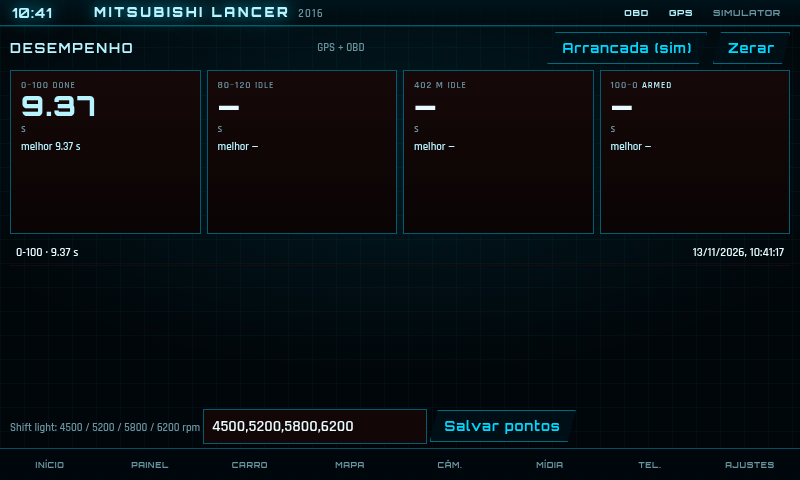 10:41 MITSUBISHI LANCER 2016 OBD GPS SIMULATOR
DESEMPENHO GPS + OBD Arrancada (sim) Zerar
0-100 DONE
9.37
s
melhor 9.37 s
80-120 IDLE
—
s
melhor —
402 M IDLE
—
s
melhor —
100-0 ARMED
—
s
melhor —
0-100 · 9.37 s 13/11/2026, 10:41:17
Shift light: 4500 / 5200 / 5800 / 6200 rpm 4500,5200,5800,6200 Salvar pontos
INÍCIO PAINEL CARRO MAPA CÂM. MÍDIA TEL. AJUSTES